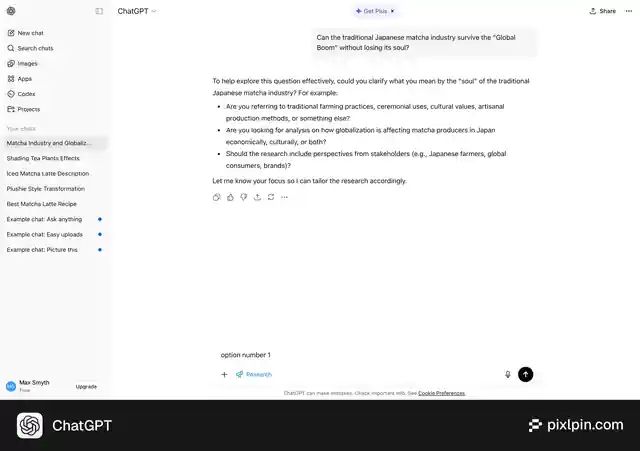 ChatGPT
Get Plus ×
Share
New chat
Search chats
Images
Apps
Codex
Projects
Your chats
Matcha Industry and Globaliz...
Shading Tea Plants Effects
Iced Matcha Latte Description
Plushie Style Transformation
Best Matcha Latte Recipe
Example chat: Ask anything
Example chat: Easy uploads
Example chat: Picture this
Max Smyth
Free
Upgrade
Can the traditional Japanese matcha industry survive the "Global
Boom" without losing its soul?
To help explore this question effectively, could you clarify what you mean by the "soul" of the traditional
Japanese matcha industry? For example:
• Are you referring to traditional farming practices, ceremonial uses, cultural values, artisanal
production methods, or something else?
• Are you looking for analysis on how globalization is affecting matcha producers in Japan
economically, culturally, or both?
• Should the research include perspectives from stakeholders (e.g., Japanese farmers, global
consumers, brands)?
Let me know your focus so I can tailor the research accordingly.
option number 1
Research
ChatGPT can make mistakes. Check important info. See Cookie Preferences.
ChatGPT
pixlpin.com